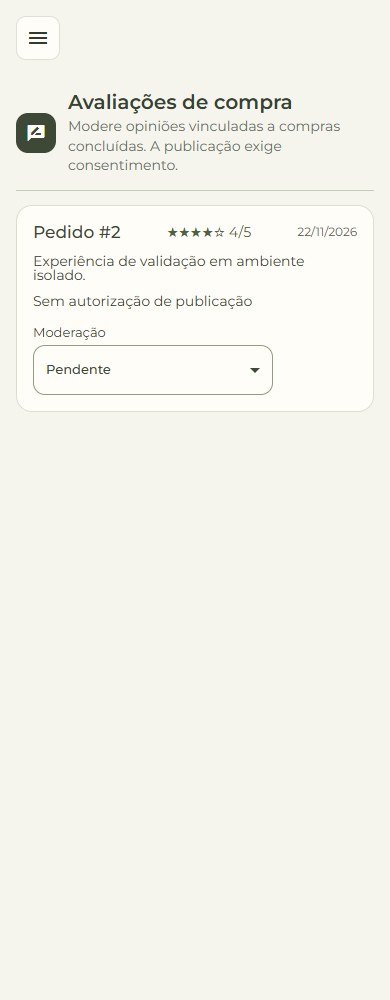 Avaliações de compra
Modere opiniões vinculadas a compras
concluídas. A publicação exige
consentimento.
Pedido #2 ★★★★☆ 4/5 22/11/2026
Experiência de validação em ambiente
isolado.
Sem autorização de publicação
Moderação
Pendente